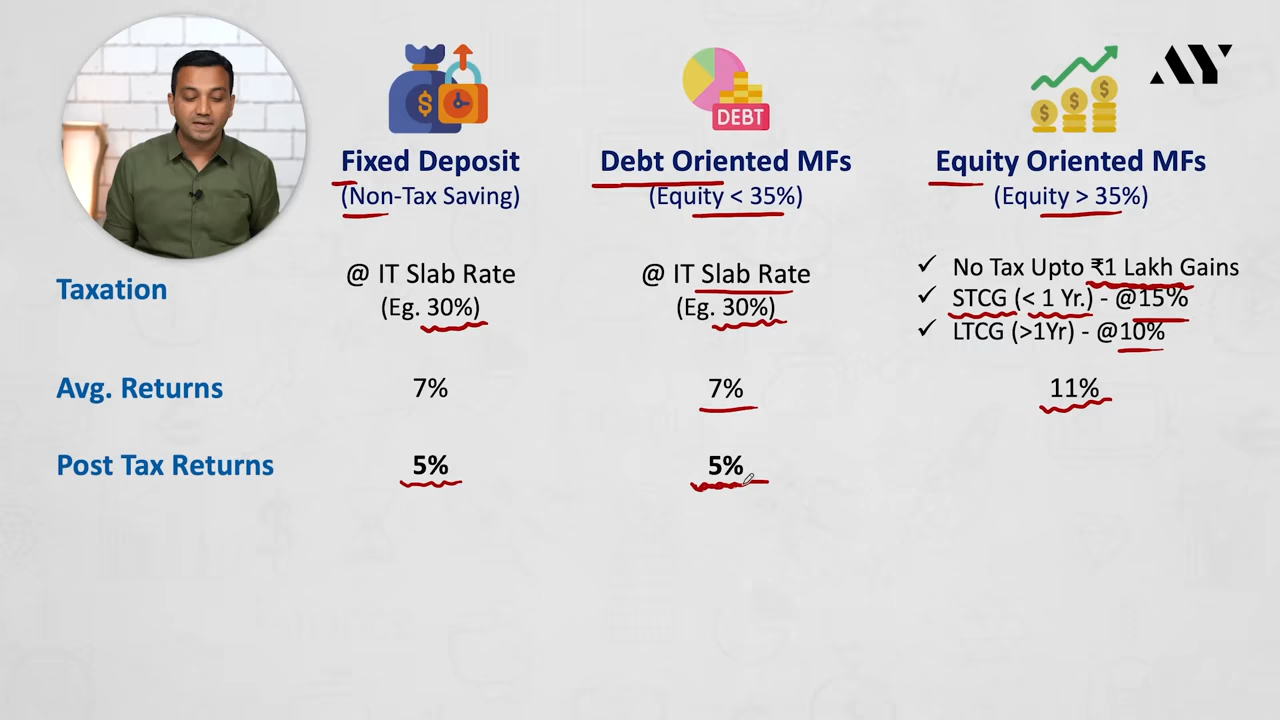 AY
Fixed Deposit
(Non-Tax Saving)
DEBT
Debt Oriented MFs
(Equity < 35%)
Equity Oriented MFs
(Equity > 35%)
Taxation
@ IT Slab Rate
(Eg. 30%)
@ IT Slab Rate
(Eg. 30%)
✓ No Tax Upto ₹1 Lakh Gains
✓ STCG (< 1 Yr.) - @15%
✓ LTCG (>1Yr) - @10%
Avg. Returns
7%
7%
11%
Post Tax Returns
5%
5%